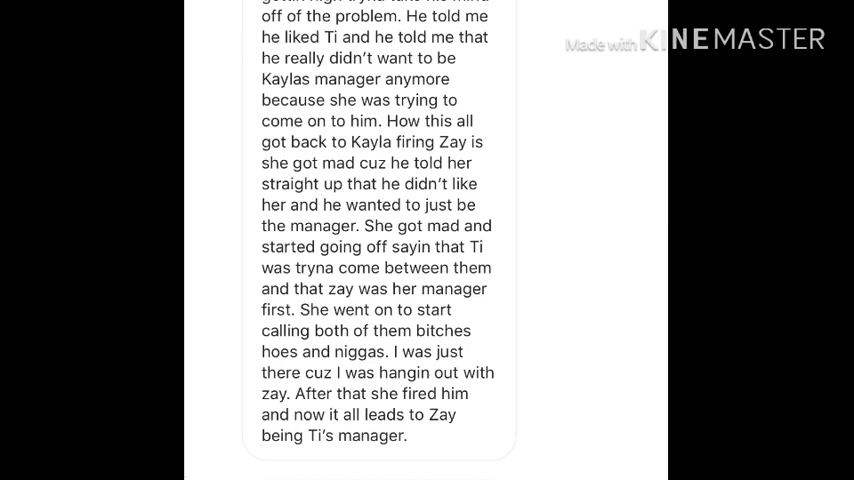 off of the problem. He told me
he liked Ti and he told me that
he really didn’t want to be
Kaylas manager anymore
because she was trying to
come on to him. How this all
got back to Kayla firing Zay is
she got mad cuz he told her
straight up that he didn’t like
her and he wanted to just be
the manager. She got mad and
started going off sayin that Ti
was tryna come between them
and that zay was her manager
first. She went on to start
calling both of them bitches
hoes and niggas. I was just
there cuz I was hangin out with
zay. After that she fired him
and now it all leads to Zay
being Ti’s manager.
Made with KINEMASTER